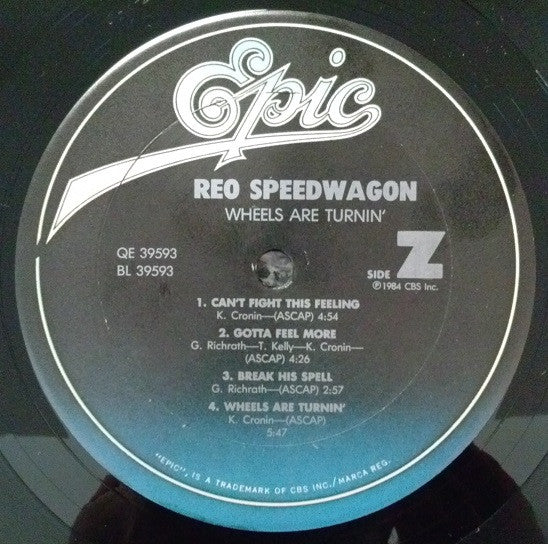 Epic
REO SPEEDWAGON
WHEELS ARE TURNIN'
QE 39593
BL 39593
SIDE Z
℗1984 CBS Inc.
1. CAN'T FIGHT THIS FEELING
K. Cronin—(ASCAP) 4:54
2. GOTTA FEEL MORE
G. Richrath—T. Kelly—K. Cronin—
(ASCAP) 4:26
3. BREAK HIS SPELL
G. Richrath—(ASCAP) 2:57
4. WHEELS ARE TURNIN'
K. Cronin—(ASCAP)
5:47
"EPIC", IS A TRADEMARK OF CBS INC./MARCA REG.